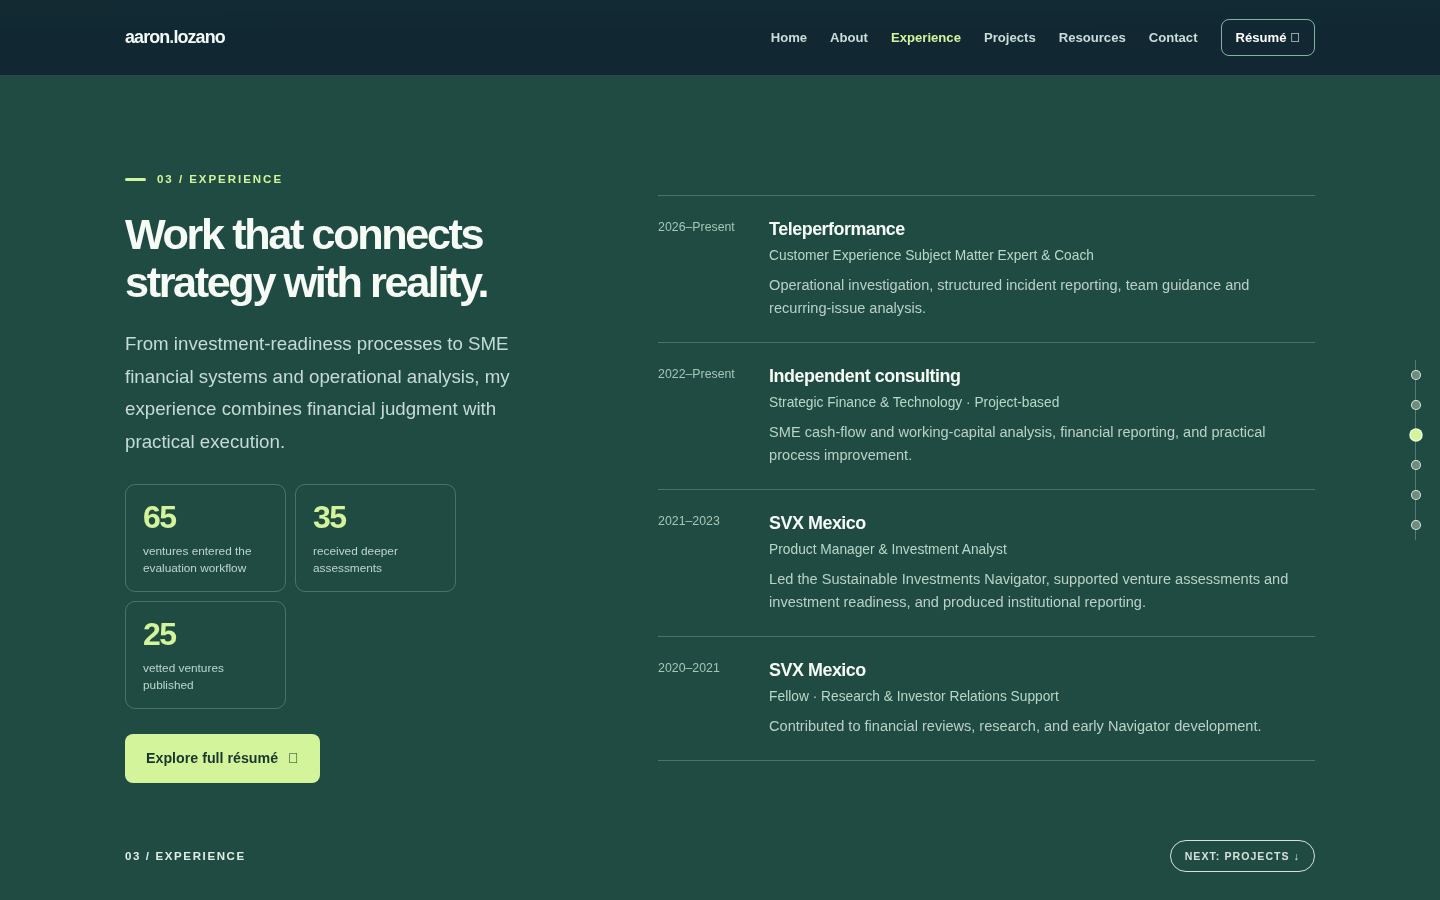 aaron.lozano
Home
About
Experience
Projects
Resources
Contact
Résumé
03 / EXPERIENCE
Work that connects
strategy with reality.
From investment-readiness processes to SME
financial systems and operational analysis, my
experience combines financial judgment with
practical execution.
65
ventures entered the
evaluation workflow
35
received deeper
assessments
25
vetted ventures
published
Explore full résumé
2026–Present
Teleperformance
Customer Experience Subject Matter Expert & Coach
Operational investigation, structured incident reporting, team guidance and
recurring-issue analysis.
2022–Present
Independent consulting
Strategic Finance & Technology · Project-based
SME cash-flow and working-capital analysis, financial reporting, and practical
process improvement.
2021–2023
SVX Mexico
Product Manager & Investment Analyst
Led the Sustainable Investments Navigator, supported venture assessments and
investment readiness, and produced institutional reporting.
2020–2021
SVX Mexico
Fellow · Research & Investor Relations Support
Contributed to financial reviews, research, and early Navigator development.
03 / EXPERIENCE
NEXT: PROJECTS ↓